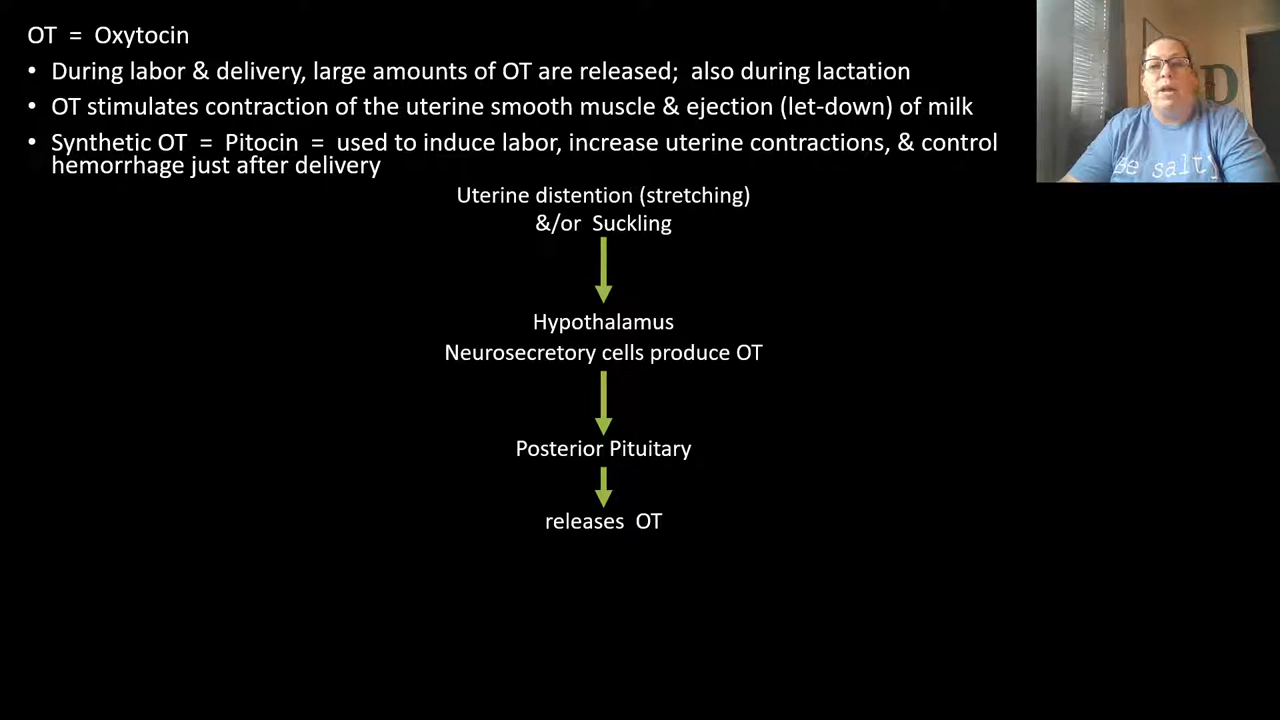 OT = Oxytocin
• During labor & delivery, large amounts of OT are released; also during lactation
• OT stimulates contraction of the uterine smooth muscle & ejection (let-down) of milk
• Synthetic OT = Pitocin = used to induce labor, increase uterine contractions, & control
hemorrhage just after delivery
Uterine distention (stretching)
&/or Suckling
Hypothalamus
Neurosecretory cells produce OT
Posterior Pituitary
releases OT
D
Be salty